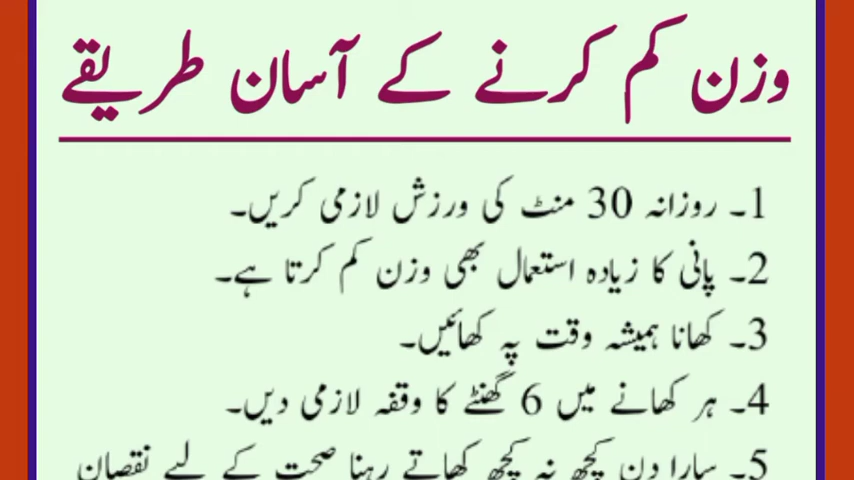 وزن کم کرنے کے آسان طریقے
1۔ روزانہ 30 منٹ کی ورزش لازمی کریں۔
2۔ پانی کا زیادہ استعمال بھی وزن کم کرتا ہے۔
3۔ کھانا ہمیشہ وقت پہ کھائیں۔
4۔ ہر کھانے میں 6 گھنٹے کا وقفہ لازمی دیں۔
5۔ سارا دن کچھ نہ کچھ کھاتے رہنا صحت کے لیے نقصان